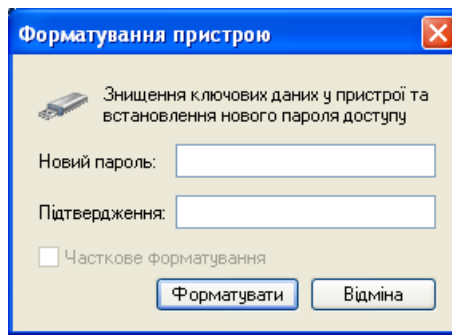 Форматування пристрою
Знищення ключових даних у пристрої та
встановлення нового пароля доступу
Новий пароль:
Підтвердження:
Часткове форматування
Форматувати Відміна